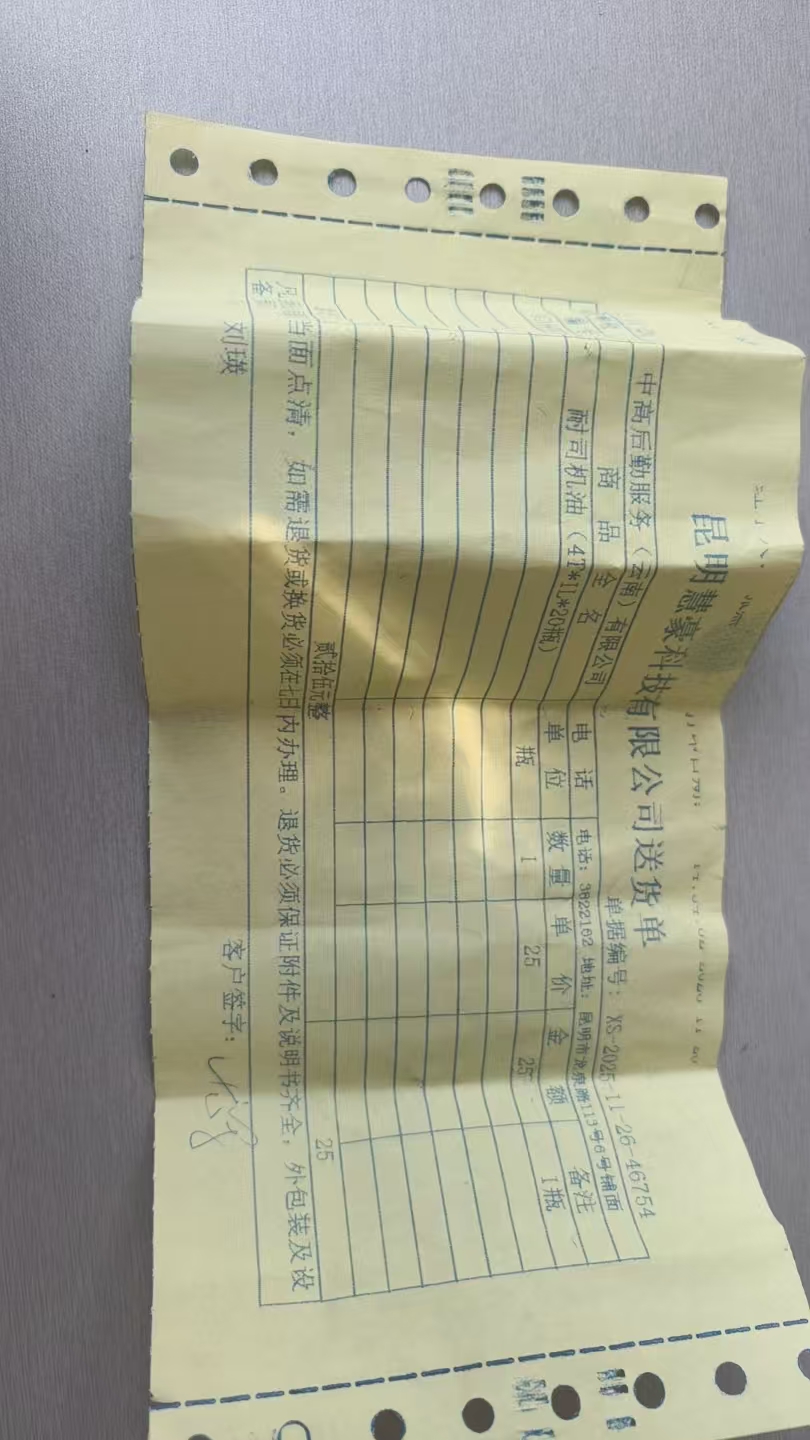 昆明慧豪科技有限公司送货单
单据编号: XS-2025-11-26-46754
中高后勤服务(云南)有限公司 电话 电话: 3822162 地址: 昆明市龙泉路113号6号铺面
商品全名 单位 数量 单价 金额 备注
耐司机油(4T*1L*20瓶) 瓶 1 25 25 1瓶
贰拾伍元整 25
当面点清,如需退货或换货必须在七日内办理。退货必须保证附件及说明书齐全,外包装及设
刘瑛 客户签字: